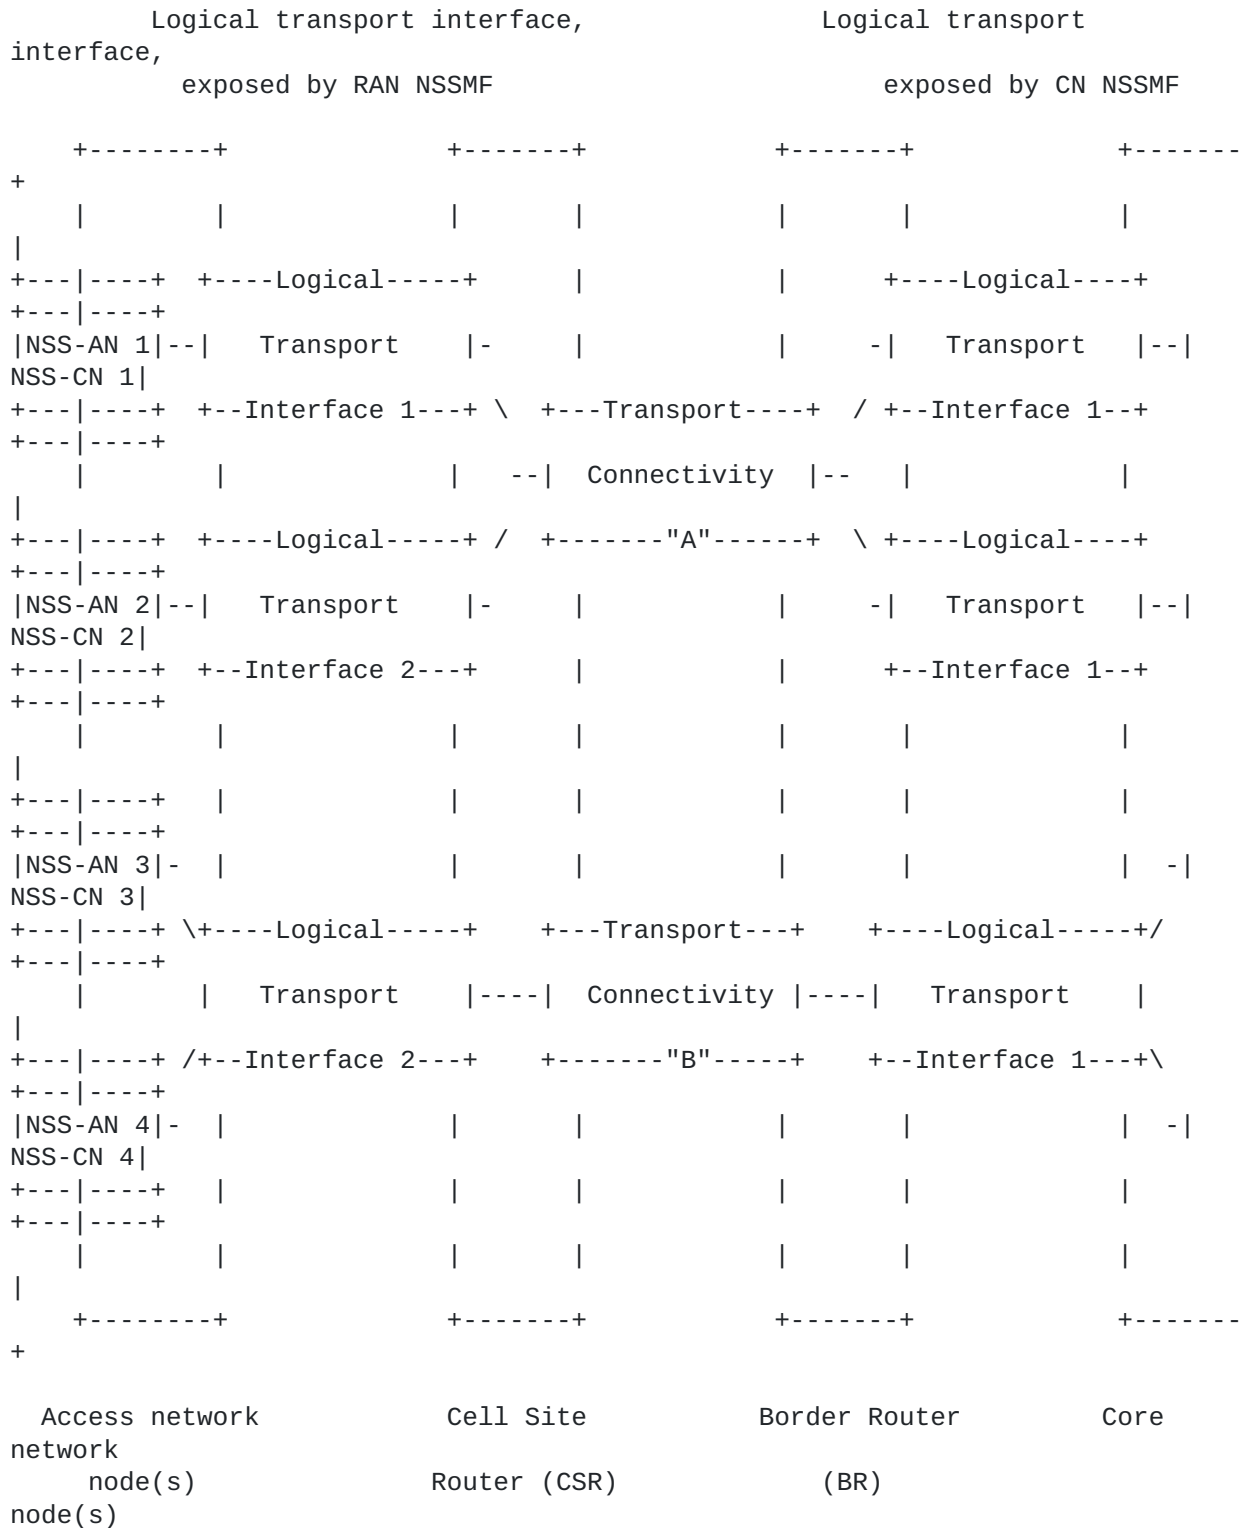 Logical transport interface,               Logical transport
interface,
           exposed by RAN NSSMF                         exposed by CN NSSMF

    +--------+              +-------+            +-------+             +-------
+
    |        |              |       |            |     |             |
|
+---|----+  +----Logical-----+      |            |      +----Logical----+
+---|----+
|NSS-AN 1|--|   Transport    |-     |            |     -|   Transport   |--|
NSS-CN 1|
+---|----+  +--Interface 1---+ \  +---Transport----+  / +--Interface 1--+
+---|----+
    |        |              |   --|  Connectivity  |--   |             |
|
+---|----+  +----Logical-----+ /  +-------"A"------+  \ +----Logical----+
+---|----+
|NSS-AN 2|--|   Transport    |-     |            |     -|   Transport   |--|
NSS-CN 2|
+---|----+  +--Interface 2---+      |            |      +--Interface 1--+
+---|----+
    |        |              |       |            |       |             |
|
+---|----+   |              |       |            |       |             |
+---|----+
|NSS-AN 3|-  |              |       |            |       |             |  -|
NSS-CN 3|
+---|----+ \+----Logical-----+    +---Transport---+    +----Logical-----+/
+---|----+
    |       |   Transport    |----|  Connectivity |----|   Transport    |
|
+---|----+ /+--Interface 2---+    +-------"B"-----+    +--Interface 1---+\
+---|----+
|NSS-AN 4|-  |              |       |            |       |             |  -|
NSS-CN 4|
+---|----+   |              |       |            |       |             |
+---|----+
    |        |              |       |            |       |             |
|
    +--------+              +-------+            +-------+             +-------
+

  Access network            Cell Site         Border Router         Core
network
     node(s)               Router (CSR)             (BR)
node(s)